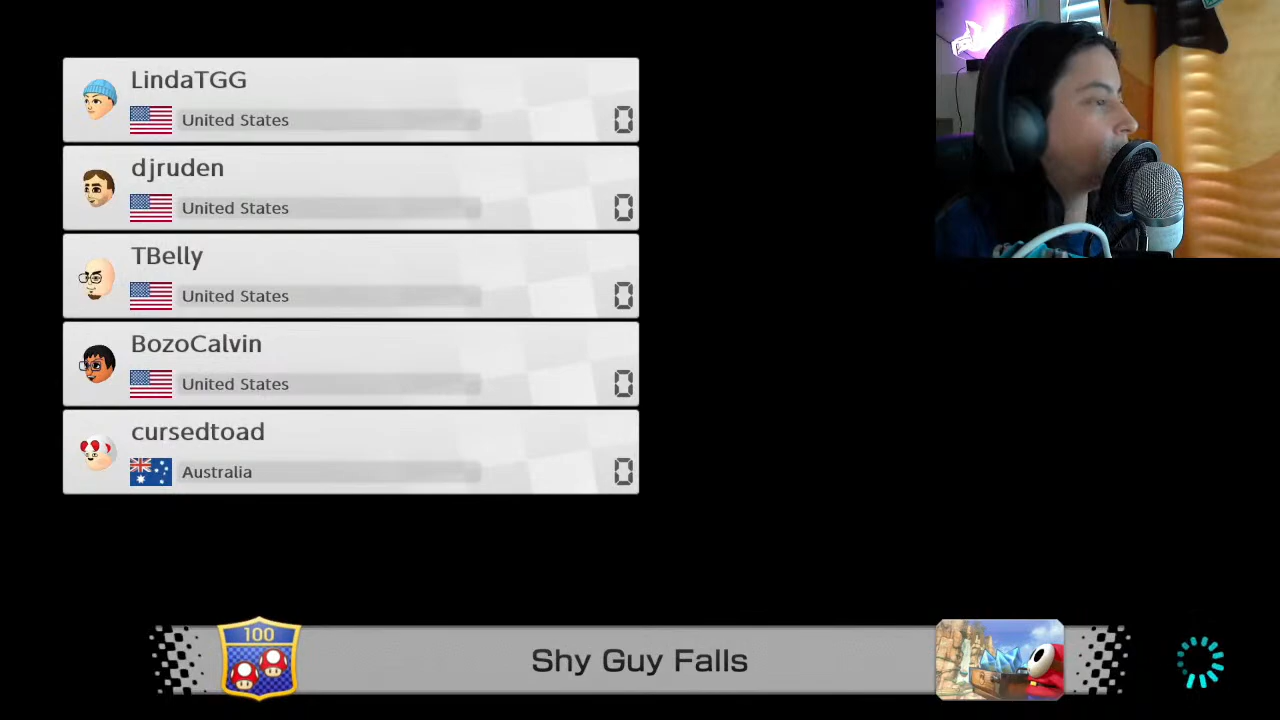 LindaTGG
United States 0
djruden
United States 0
TBelly
United States 0
BozoCalvin
United States 0
cursedtoad
Australia 0
100
Shy Guy Falls